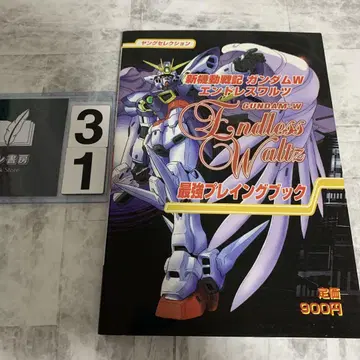 ヤングセレクション
新機動戦記 ガンダムW
エンドレスワルツ
GUNDAM-W
Endless
Waltz
最強プレイングブック
定価
900円
書房
3
1